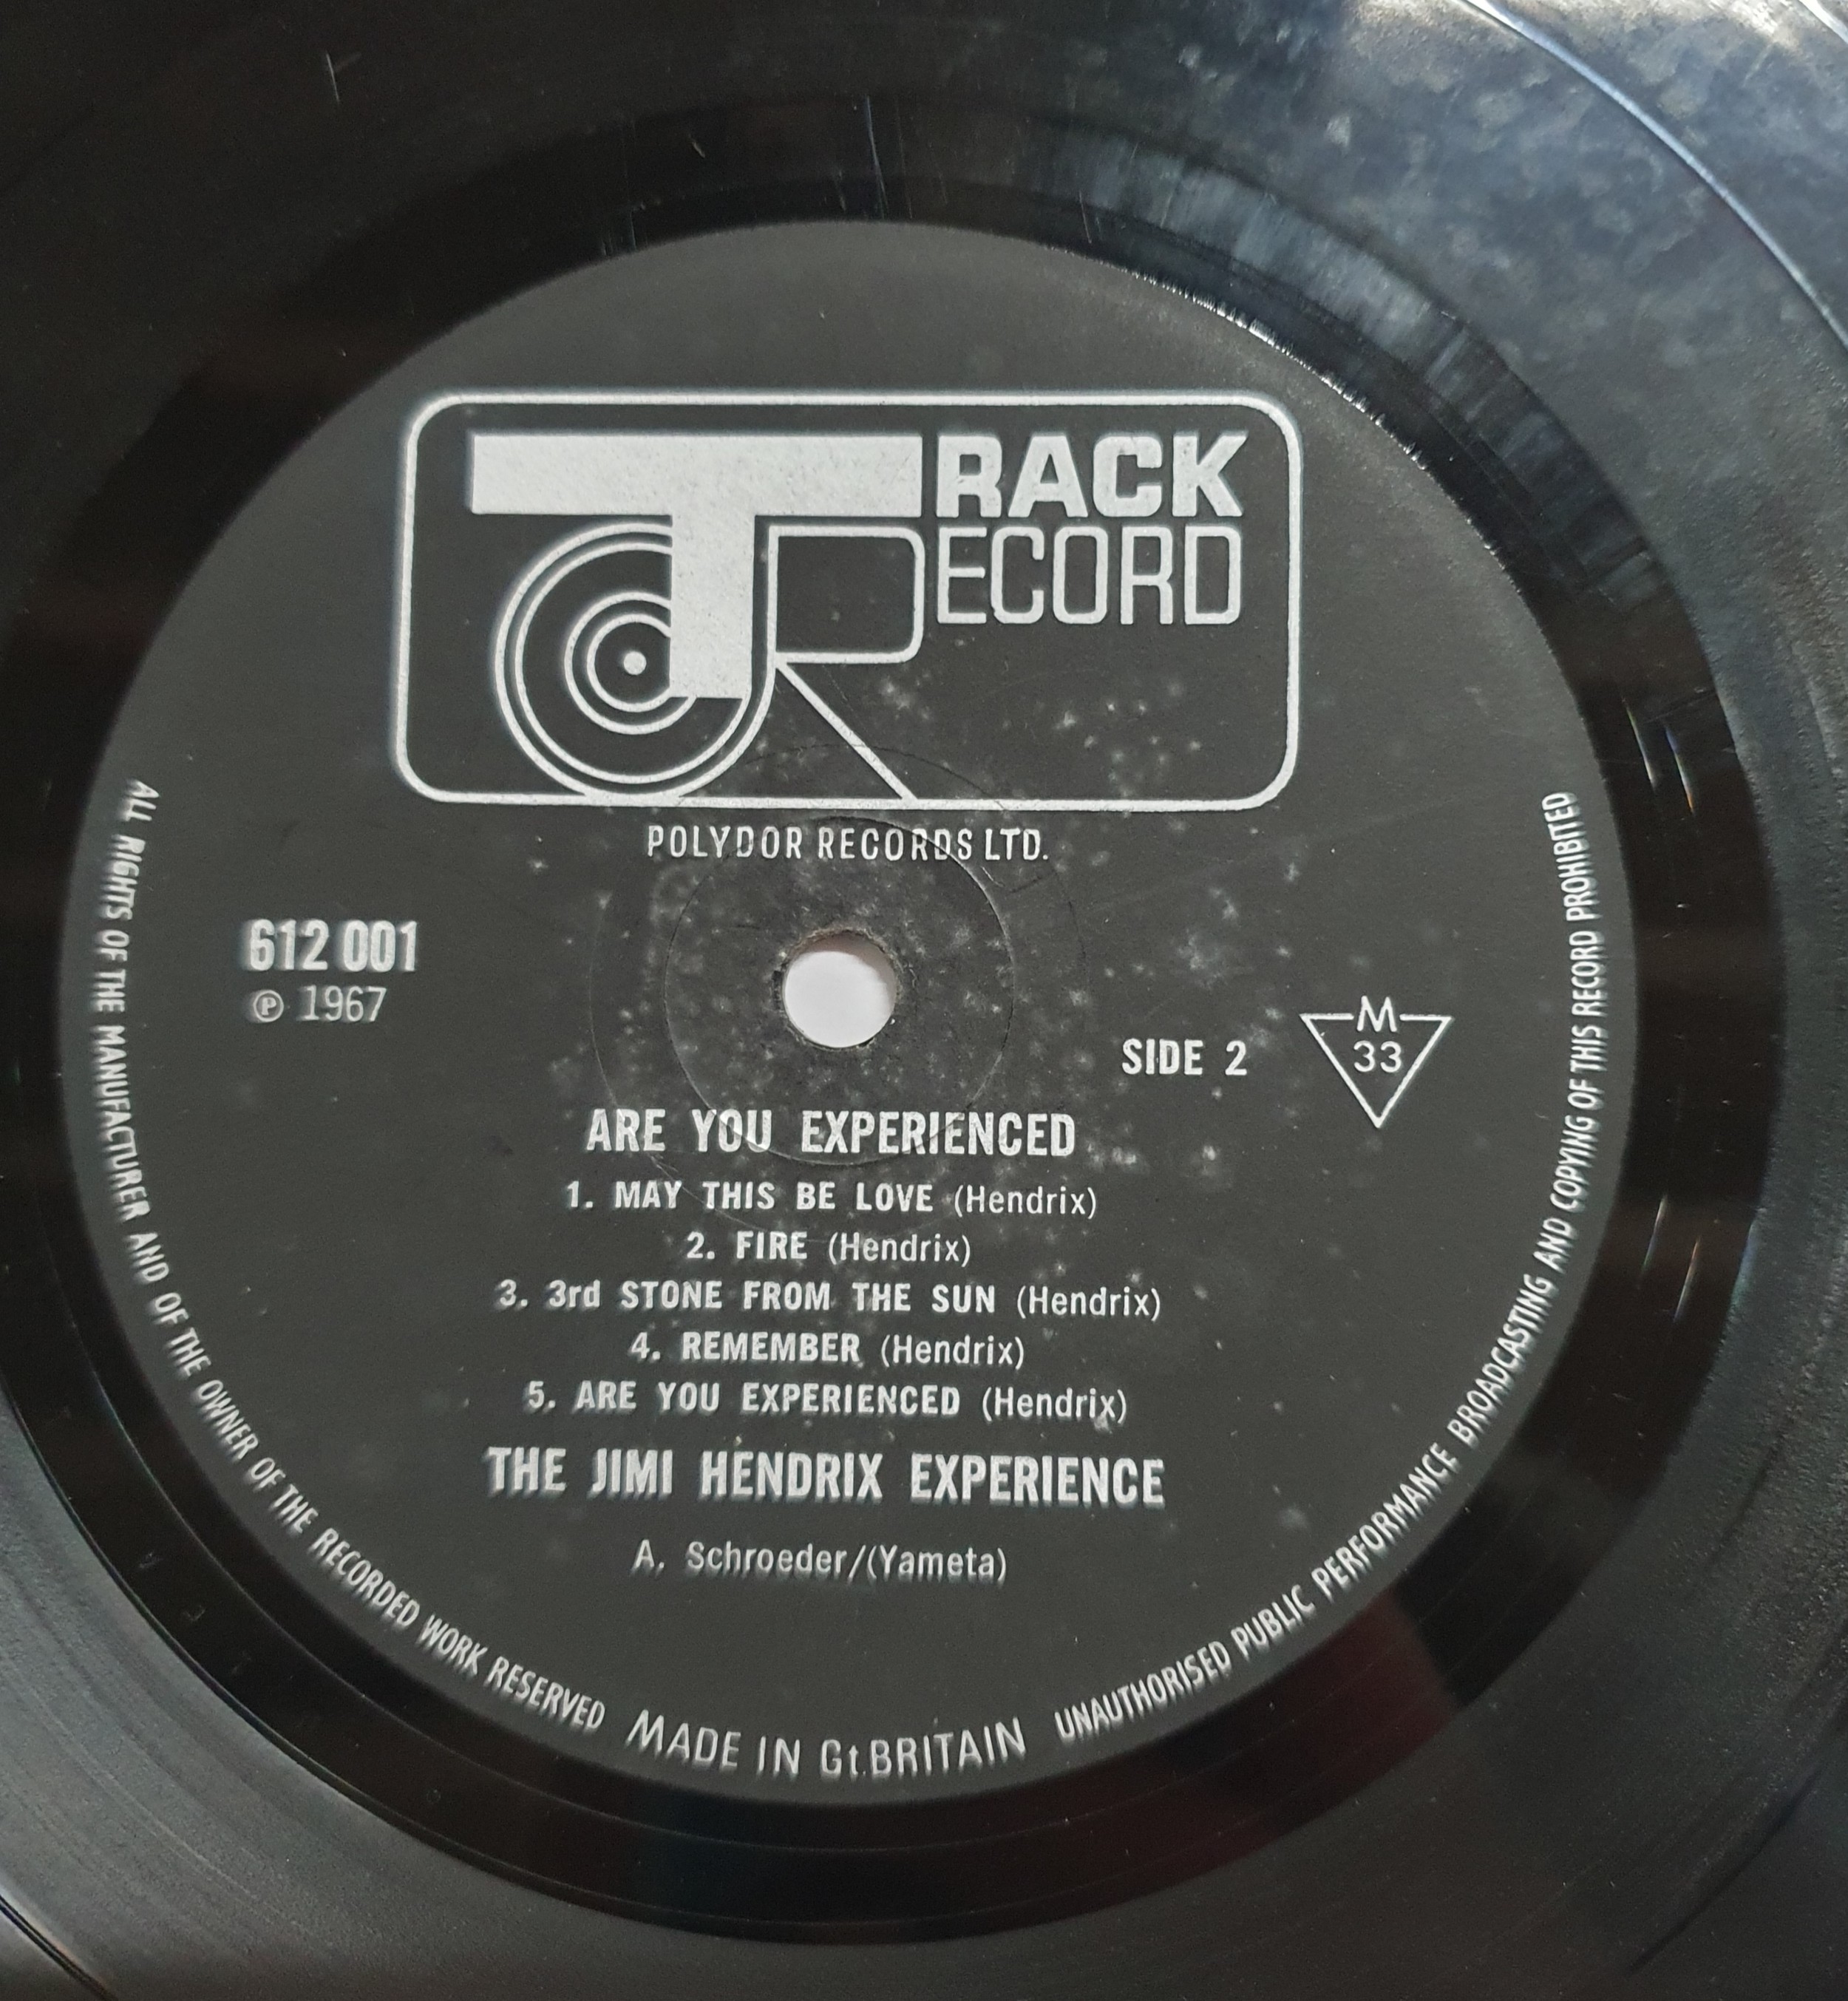 TRACK
RECORD
POLYDOR RECORDS LTD.
612 001
℗ 1967
SIDE 2
M
33
ARE YOU EXPERIENCED
1. MAY THIS BE LOVE (Hendrix)
2. FIRE (Hendrix)
3. 3rd STONE FROM THE SUN (Hendrix)
4. REMEMBER (Hendrix)
5. ARE YOU EXPERIENCED (Hendrix)
THE JIMI HENDRIX EXPERIENCE
A. Schroeder/(Yameta)
ALL RIGHTS OF THE MANUFACTURER AND OF THE OWNER OF THE RECORDED WORK RESERVED MADE IN Gt.BRITAIN UNAUTHORISED PUBLIC PERFORMANCE BROADCASTING AND COPYING OF THIS RECORD PROHIBITED